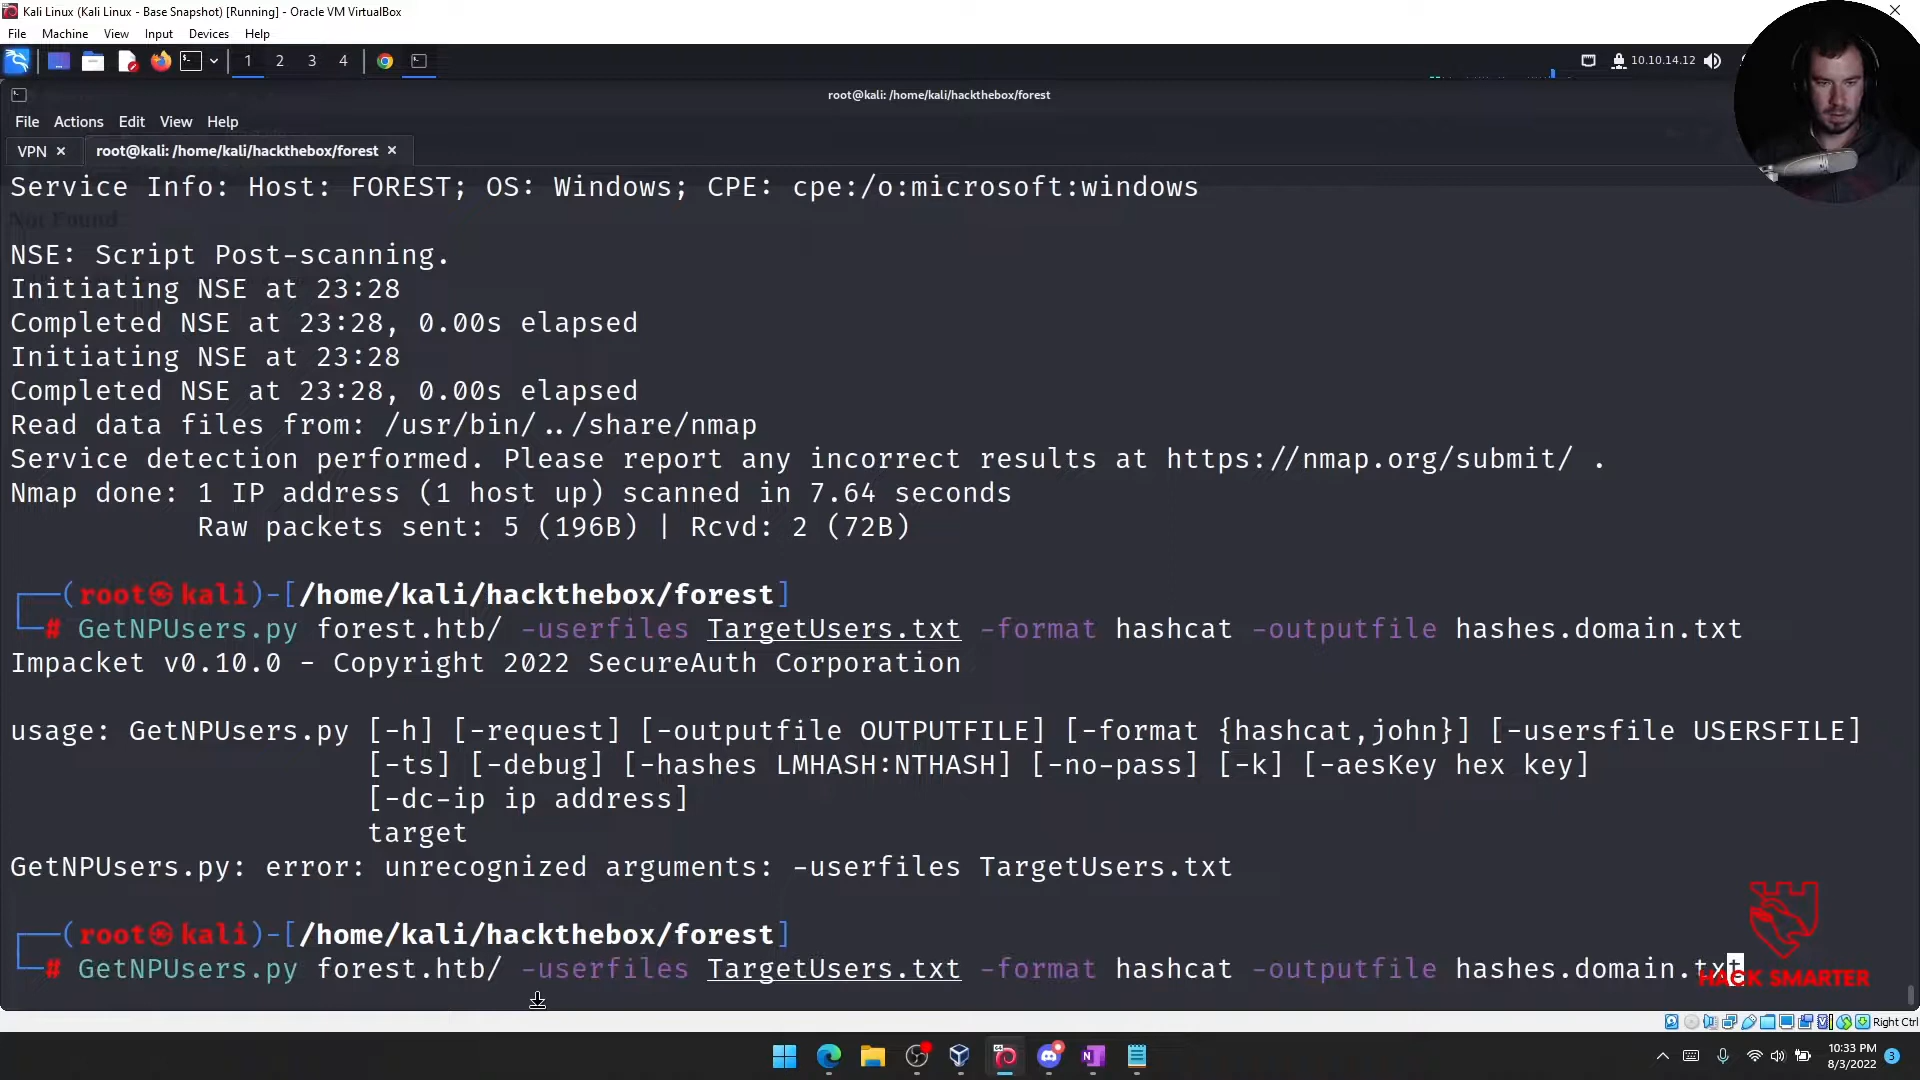 Kali Linux (Kali Linux - Base Snapshot) [Running] - Oracle VM VirtualBox
File Machine View Input Devices Help
1 2 3 4
10.10.14.12
root@kali: /home/kali/hackthebox/forest
File Actions Edit View Help
VPN × root@kali: /home/kali/hackthebox/forest ×
Service Info: Host: FOREST; OS: Windows; CPE: cpe:/o:microsoft:windows
Not Found
NSE: Script Post-scanning.
Initiating NSE at 23:28
Completed NSE at 23:28, 0.00s elapsed
Initiating NSE at 23:28
Completed NSE at 23:28, 0.00s elapsed
Read data files from: /usr/bin/../share/nmap
Service detection performed. Please report any incorrect results at https://nmap.org/submit/ .
Nmap done: 1 IP address (1 host up) scanned in 7.64 seconds
Raw packets sent: 5 (196B) | Rcvd: 2 (72B)
┌──(root㉿kali)-[/home/kali/hackthebox/forest]
└─# GetNPUsers.py forest.htb/ -userfiles TargetUsers.txt -format hashcat -outputfile hashes.domain.txt
Impacket v0.10.0 - Copyright 2022 SecureAuth Corporation
usage: GetNPUsers.py [-h] [-request] [-outputfile OUTPUTFILE] [-format {hashcat,john}] [-usersfile USERSFILE]
[-ts] [-debug] [-hashes LMHASH:NTHASH] [-no-pass] [-k] [-aesKey hex key]
[-dc-ip ip address]
target
GetNPUsers.py: error: unrecognized arguments: -userfiles TargetUsers.txt
┌──(root㉿kali)-[/home/kali/hackthebox/forest]
└─# GetNPUsers.py forest.htb/ -userfiles TargetUsers.txt -format hashcat -outputfile hashes.domain.txt
HACK SMARTER
Right Ctrl
10:33 PM
8/3/2022
3